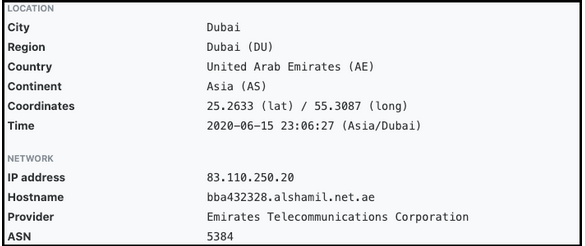 LOCATION
City Dubai
Region Dubai (DU)
Country United Arab Emirates (AE)
Continent Asia (AS)
Coordinates 25.2633 (lat) / 55.3087 (long)
Time 2020-06-15 23:06:27 (Asia/Dubai)
NETWORK
IP address 83.110.250.20
Hostname bba432328.alshamil.net.ae
Provider Emirates Telecommunications Corporation
ASN 5384